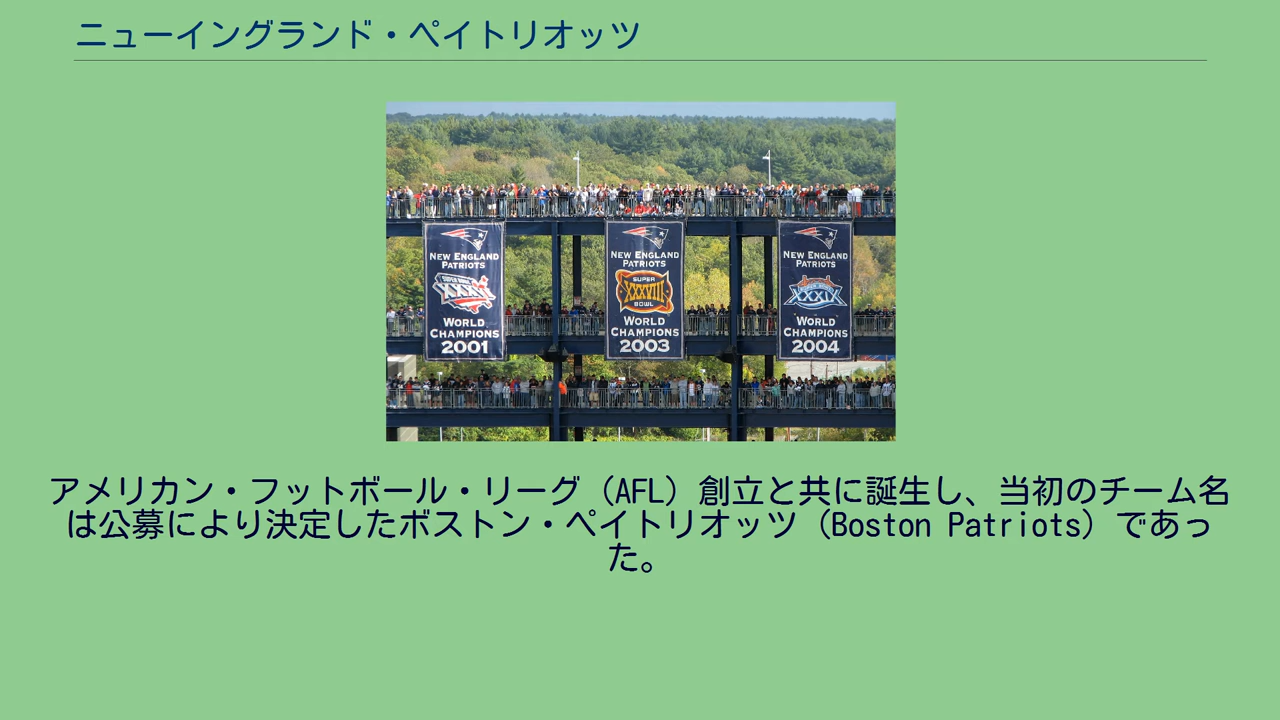 ニューイングランド・ペイトリオッツ
NEW ENGLAND
PATRIOTS
SUPER BOWL
XXXVI
WORLD
CHAMPIONS
2001
NEW ENGLAND
PATRIOTS
SUPER
XXXVIII
BOWL
WORLD
CHAMPIONS
2003
NEW ENGLAND
PATRIOTS
SUPER BOWL
XXXIX
WORLD
CHAMPIONS
2004
アメリカン・フットボール・リーグ（AFL）創立と共に誕生し、当初のチーム名
は公募により決定したボストン・ペイトリオッツ（Boston Patriots）であっ
た。